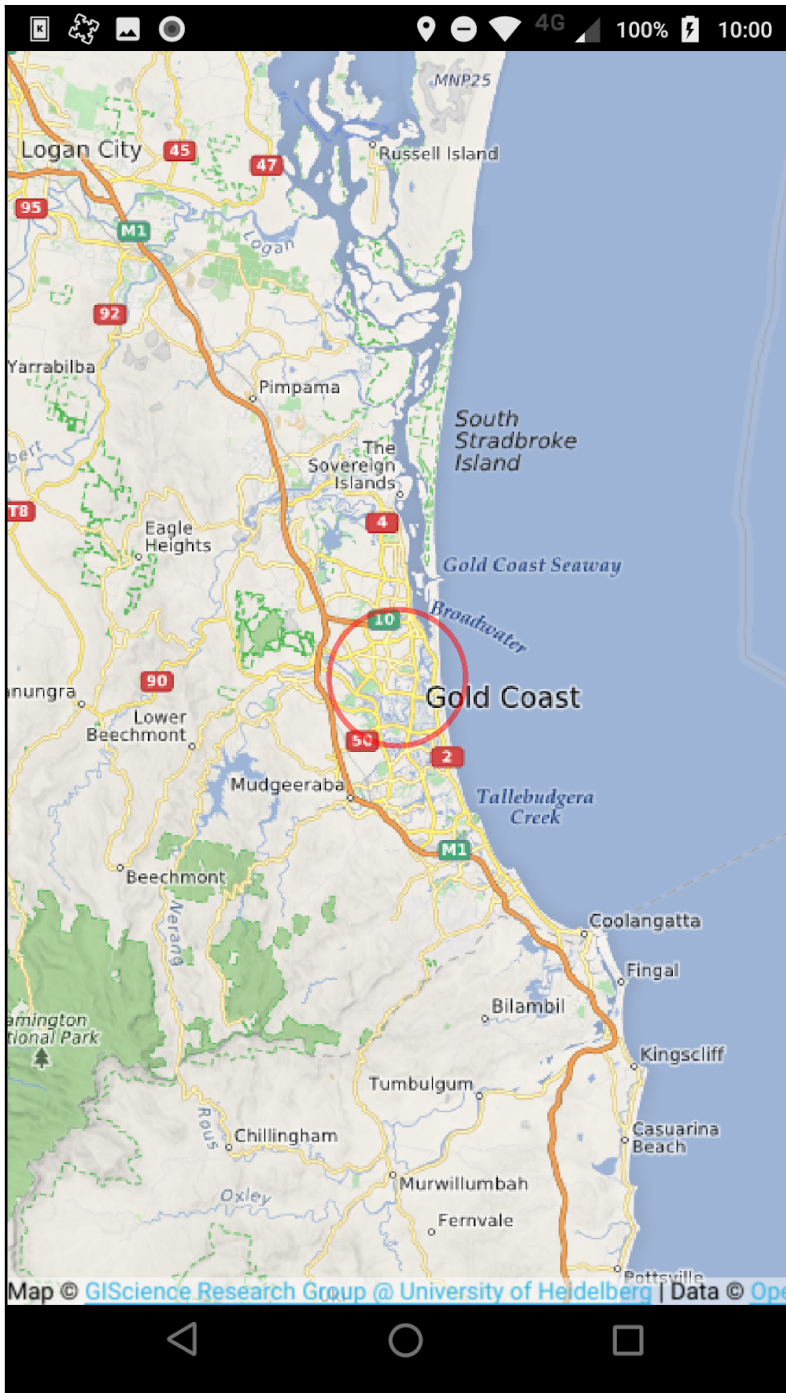 4G 100% 10:00
MNP25
Russell Island
Logan City
45
47
95
M1
Logan
92
Yarrabilba
Pimpama
South
Stradbroke
Island
The
Sovereign
Islands
bert
T8
4
Eagle
Heights
Gold Coast Seaway
Broadwater
10
90
anungra
Gold Coast
Lower
Beechmont
50
2
Mudgeeraba
Tallebudgera
Creek
M1
Beechmont
Nerang
Coolangatta
Fingal
Bilambil
amington
tional Park
Kingscliff
Tumbulgum
Rous
Chillingham
Casuarina
Beach
Murwillumbah
Oxley
Fernvale
Pottsville
Map © GIScience Research Group @ University of Heidelberg | Data © Ope